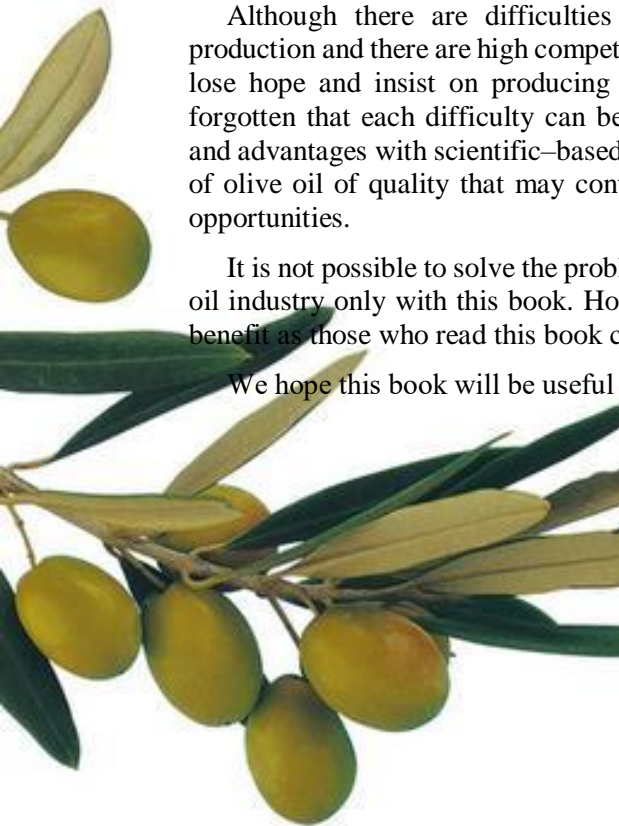 Although there are difficulties
production and there are high compet
lose hope and insist on producing
forgotten that each difficulty can be
and advantages with scientific–based
of olive oil of quality that may con
opportunities.
It is not possible to solve the prob
oil industry only with this book. Ho
benefit as those who read this book c
We hope this book will be useful